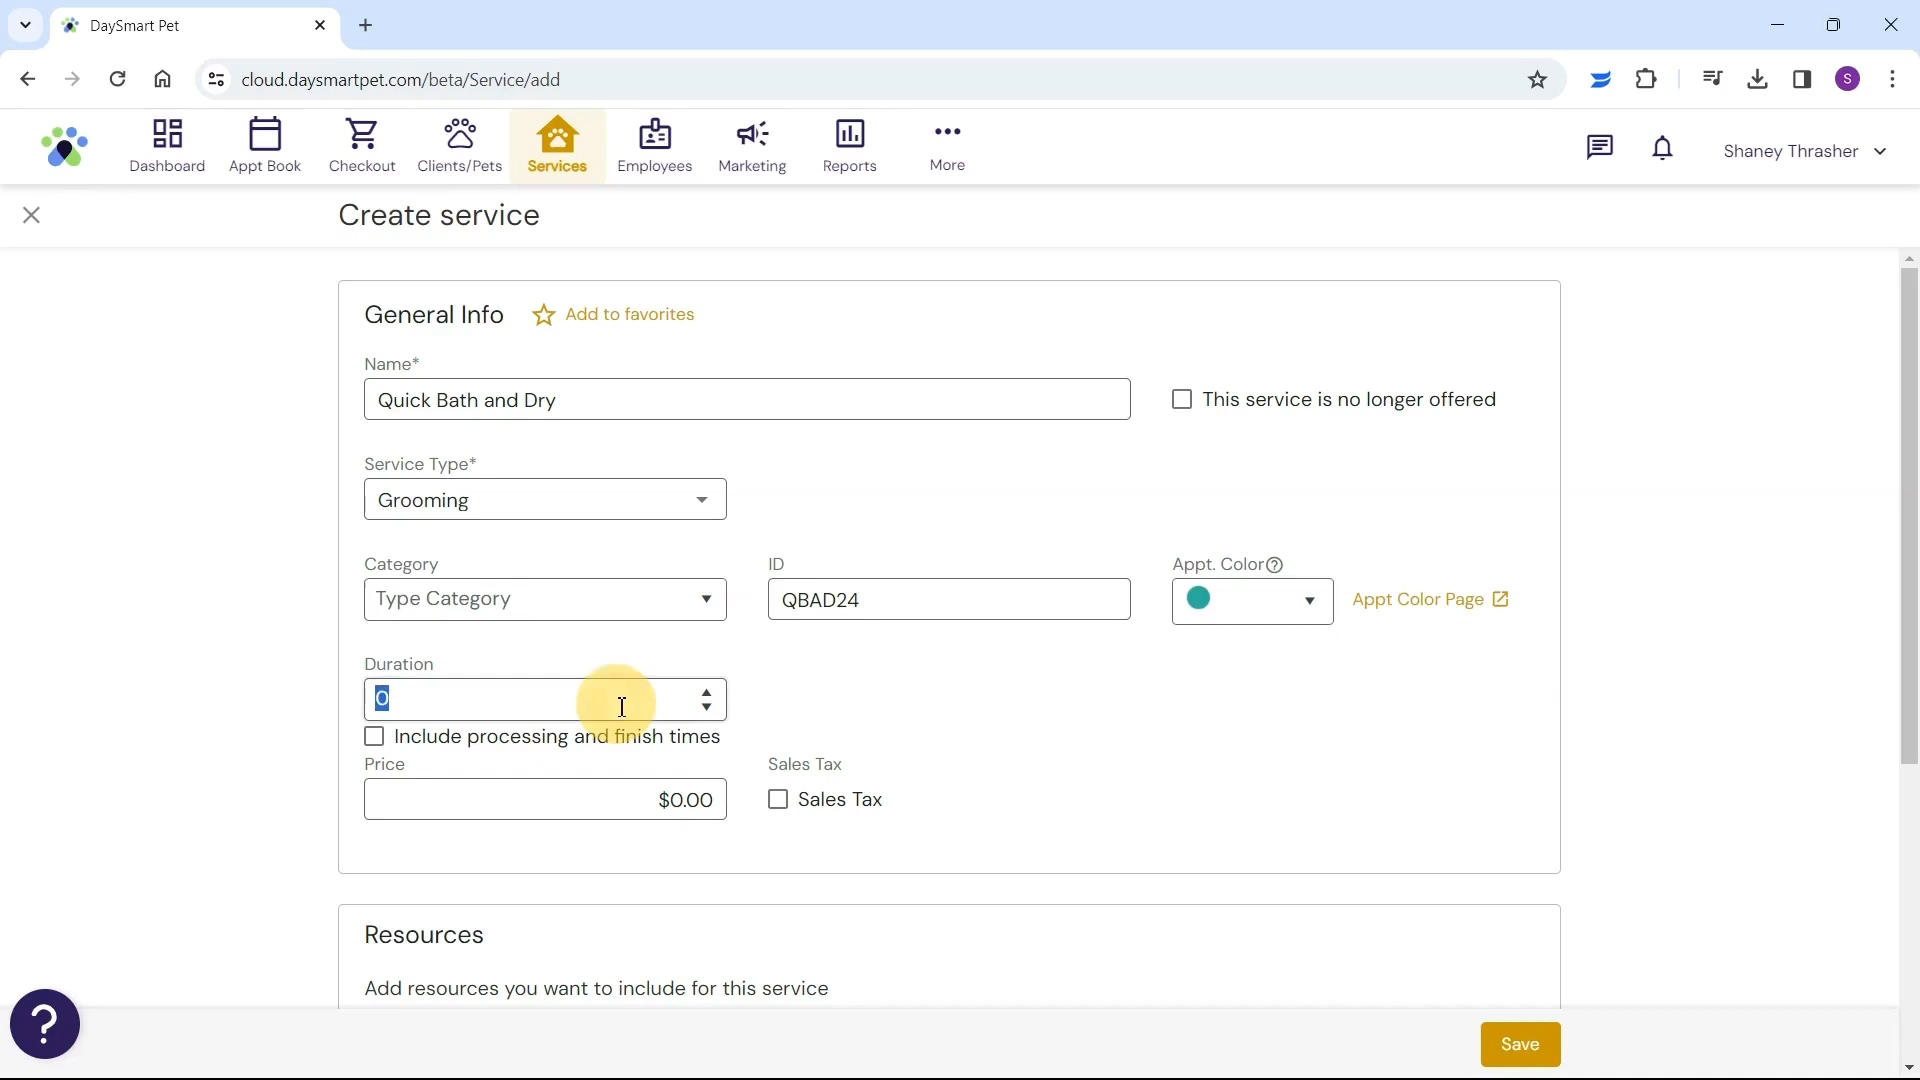 DaySmart Pet
cloud.daysmartpet.com/beta/Service/add
S
Dashboard
Appt Book
Checkout
Clients/Pets
Services
Employees
Marketing
Reports
More
Shaney Thrasher
Create service
General Info
Add to favorites
Name*
Quick Bath and Dry
This service is no longer offered
Service Type*
Grooming
Category
ID
Appt. Color
Type Category
QBAD24
Appt Color Page
Duration
0
Include processing and finish times
Price
Sales Tax
$0.00
Sales Tax
Resources
Add resources you want to include for this service
?
Save